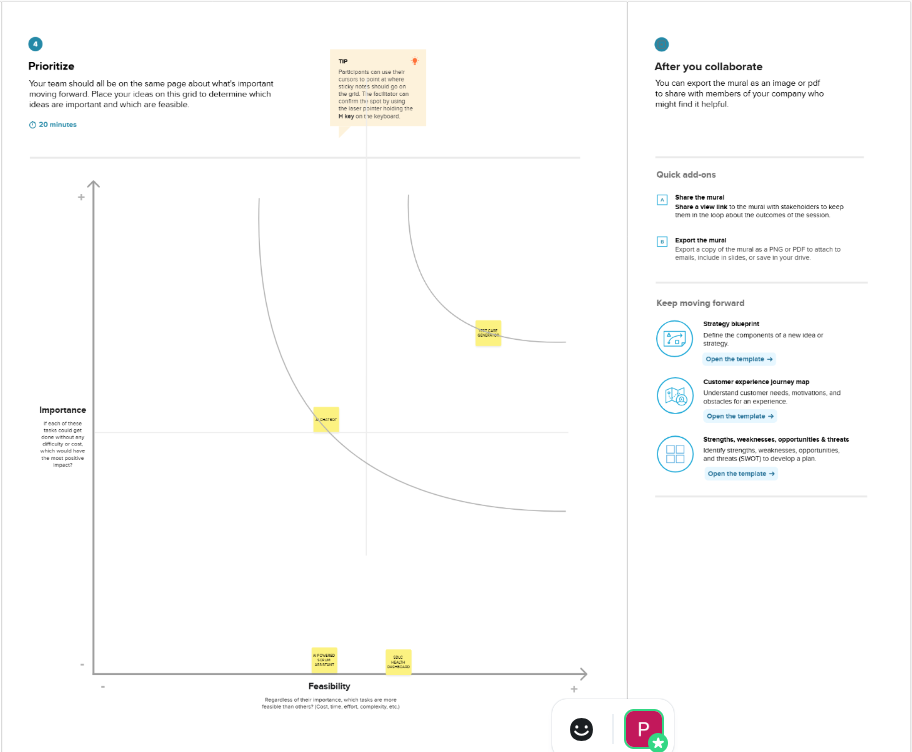 4
Prioritize
Your team should all be on the same page about what's important
moving forward. Place your ideas on this grid to determine which
ideas are important and which are feasible.
20 minutes
TIP
Participants can use their
cursors to point at where
sticky notes should go on
the grid. The facilitator can
confirm the spot by using
the laser pointer holding the
H key on the keyboard.
+
TEST CASE
GENERATOR
AI CHATBOT
Importance
If each of these
tasks could get
done without any
difficulty or cost,
which would have
the most positive
impact?
AI POWERED
SCRUM
ASSISTANT
SDLC
HEALTH
DASHBOARD
-
-
Feasibility
+
Regardless of their importance, which tasks are more
feasible than others? (Cost, time, effort, complexity, etc.)
P
After you collaborate
You can export the mural as an image or pdf
to share with members of your company who
might find it helpful.
Quick add-ons
A
Share the mural
Share a view link to the mural with stakeholders to keep
them in the loop about the outcomes of the session.
B
Export the mural
Export a copy of the mural as a PNG or PDF to attach to
emails, include in slides, or save in your drive.
Keep moving forward
Strategy blueprint
Define the components of a new idea or
strategy.
Open the template →
Customer experience journey map
Understand customer needs, motivations, and
obstacles for an experience.
Open the template →
Strengths, weaknesses, opportunities & threats
Identify strengths, weaknesses, opportunities,
and threats (SWOT) to develop a plan.
Open the template →